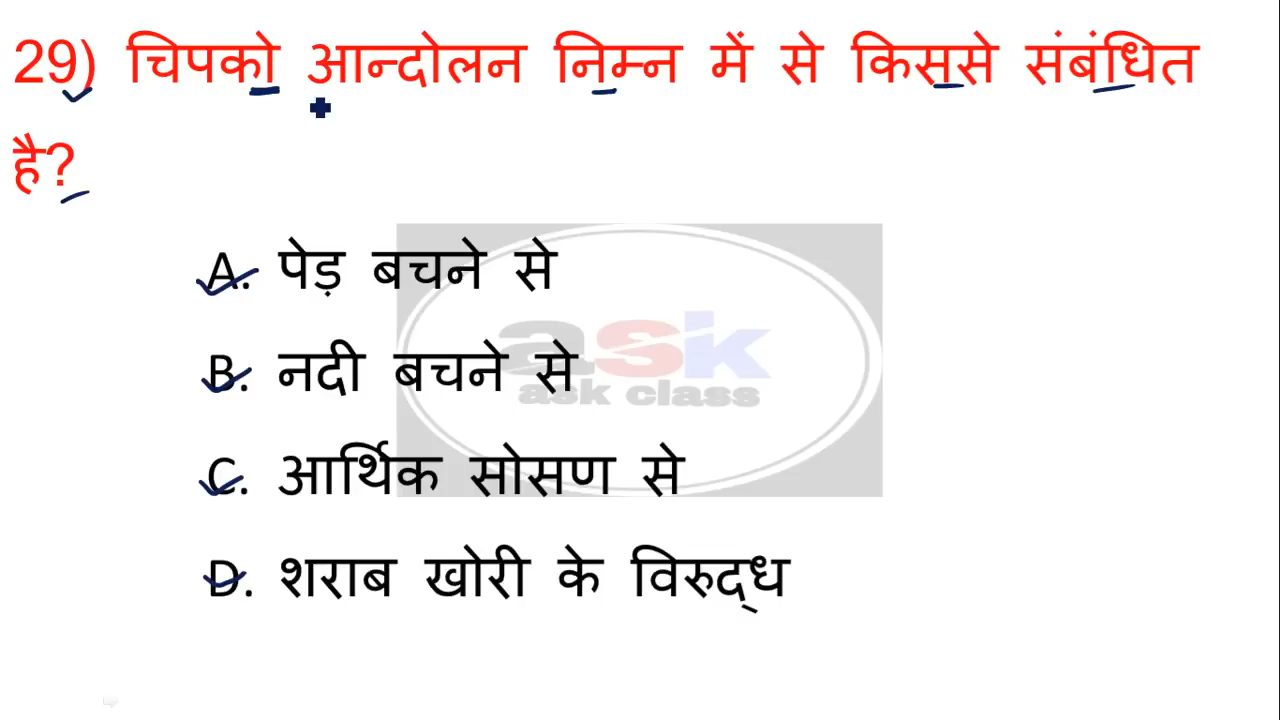 29) चिपको आन्दोलन निम्न में से किससे संबंधित
है?
A. पेड़ बचने से
B. नदी बचने से
ask
ask class
C. आर्थिक सोसण से
D. शराब खोरी के विरुद्ध